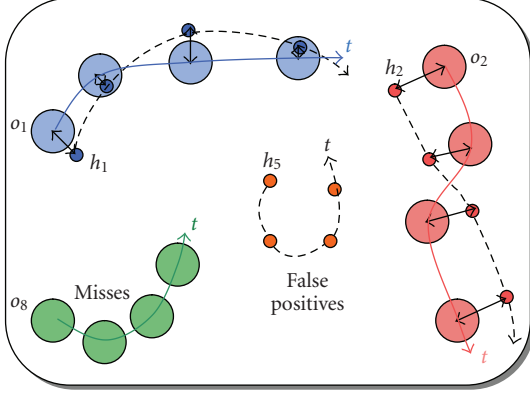 t
h₂
o₂
o₁
h₁
h₅
t
t
Misses
False
positives
o₈
t